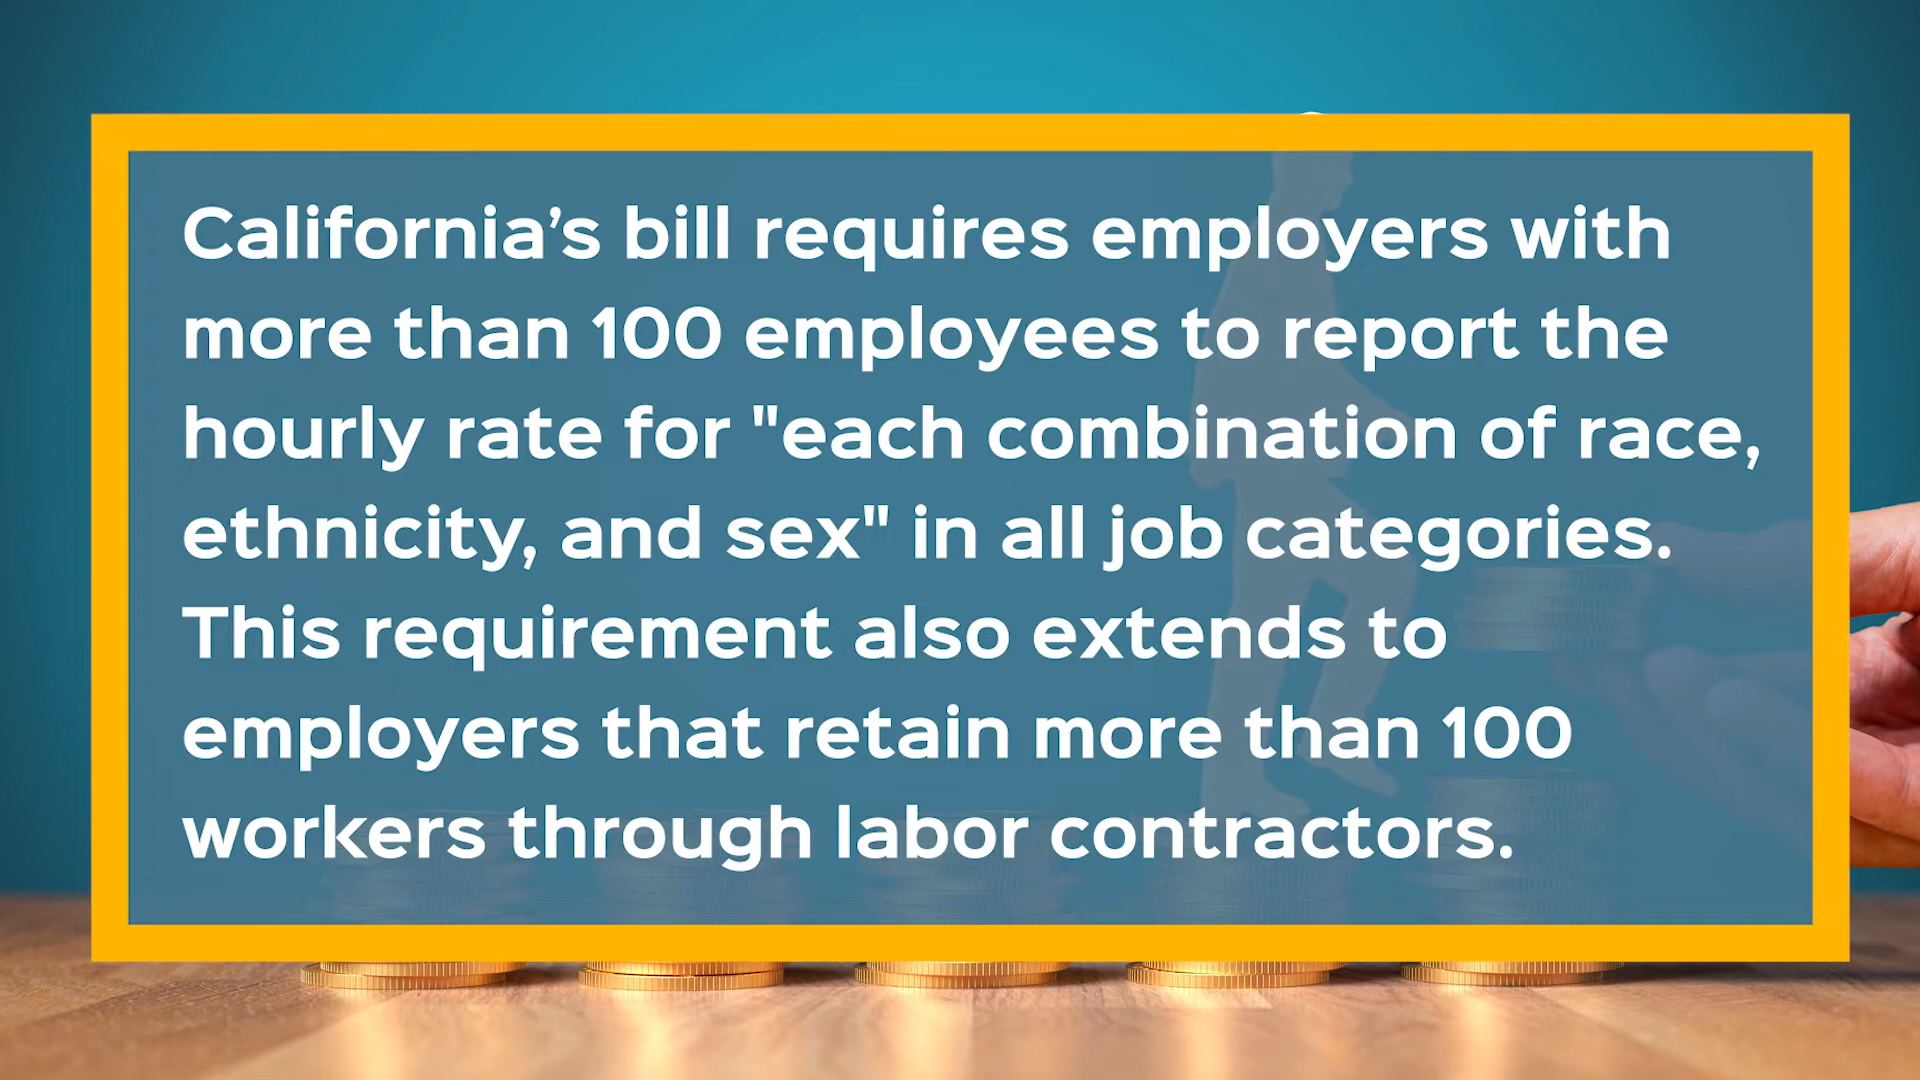 California’s bill requires employers with
more than 100 employees to report the
hourly rate for "each combination of race,
ethnicity, and sex" in all job categories.
This requirement also extends to
employers that retain more than 100
workers through labor contractors.